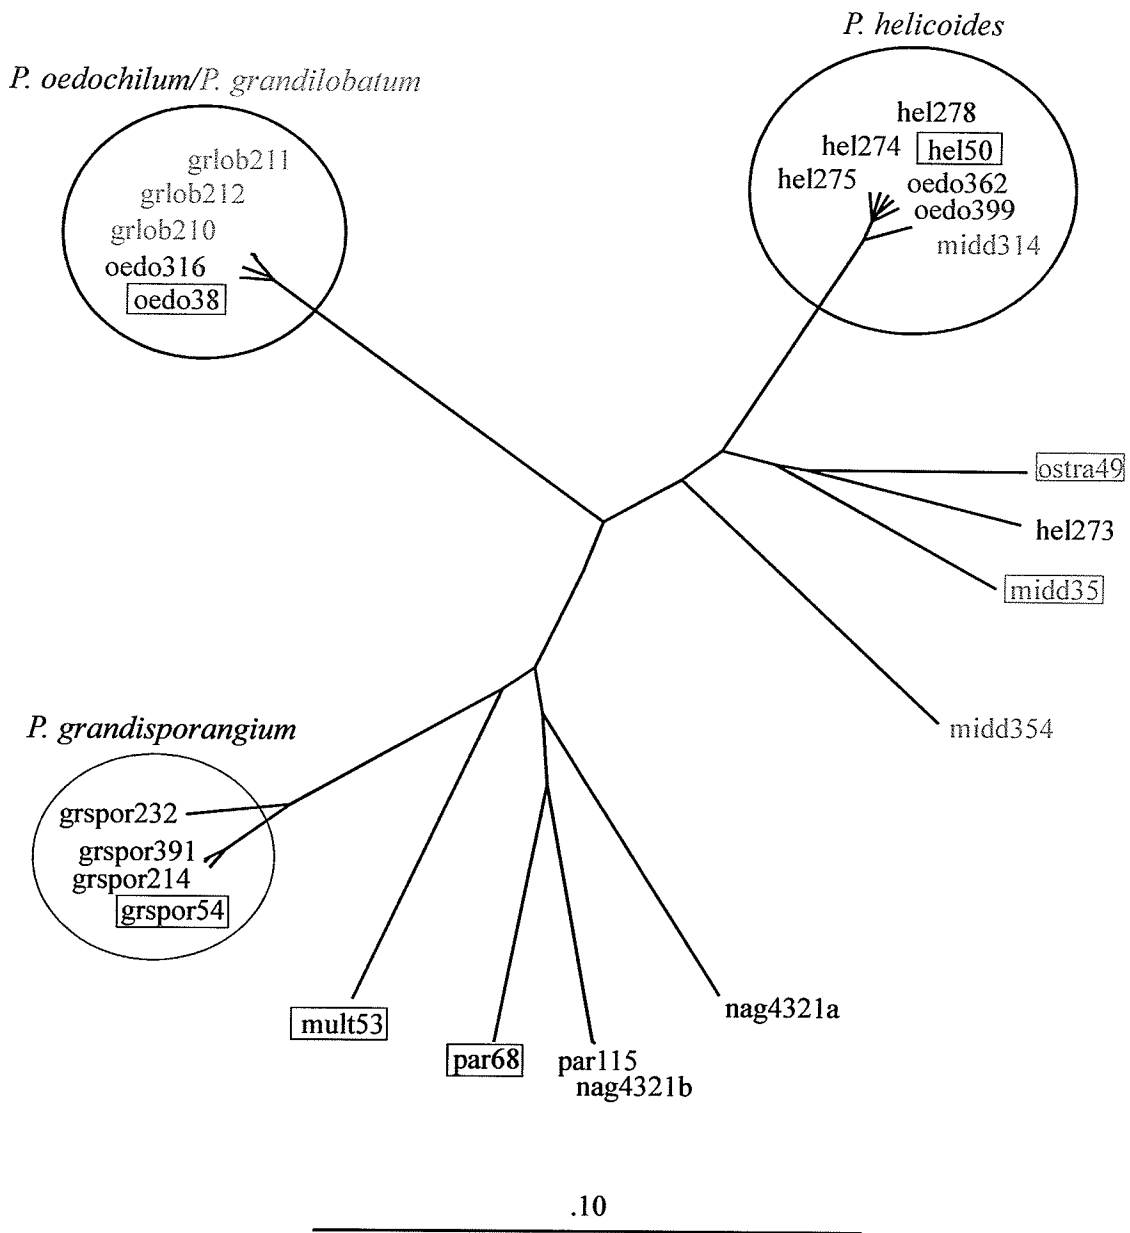 P. helicoides
P. oedochilum/P. grandilobatum
hel278
hel274
hel50
hel275
oedo362
oedo399
midd314
grlob211
grlob212
grlob210
oedo316
oedo38
ostra49
hel273
midd35
midd354
P. grandisporangium
grspor232
grspor391
grspor214
grspor54
mult53
par68
par115
nag4321b
nag4321a
.10